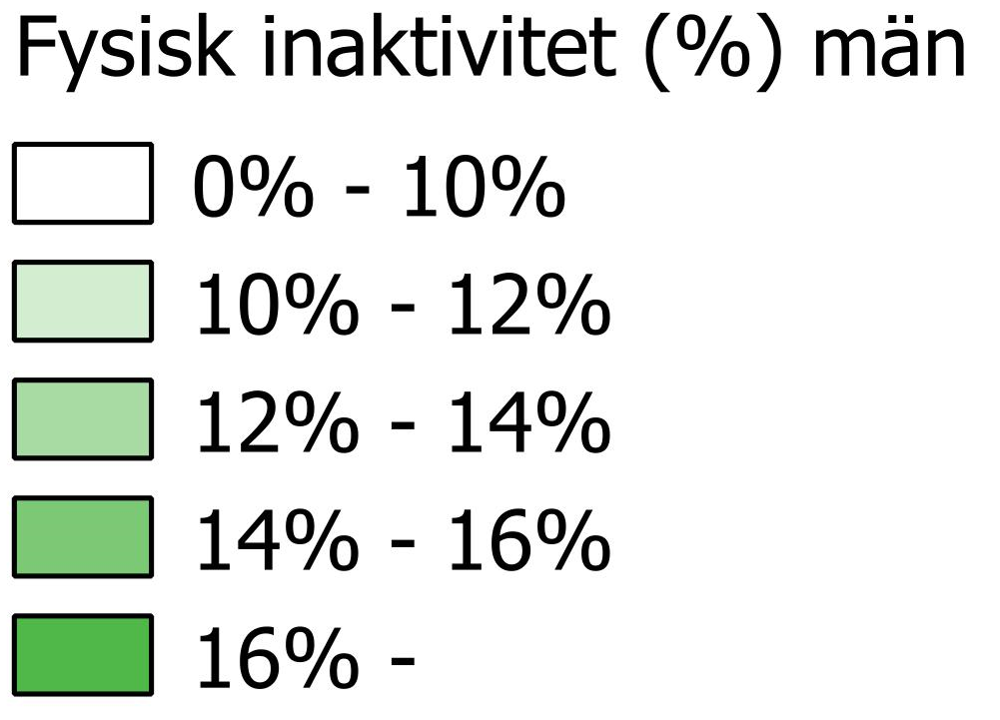 Fysisk inaktivitet (%) män
0% - 10%
10% - 12%
12% - 14%
14% - 16%
16% -